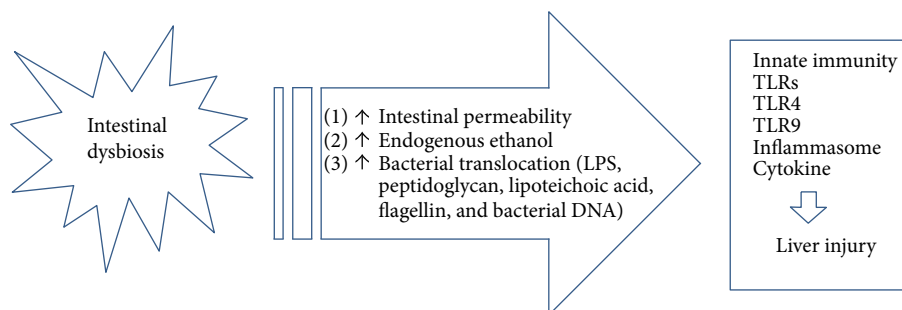 Intestinal
dysbiosis
(1) ↑ Intestinal permeability
(2) ↑ Endogenous ethanol
(3) ↑ Bacterial translocation (LPS,
peptidoglycan, lipoteichoic acid,
flagellin, and bacterial DNA)
Innate immunity
TLRs
TLR4
TLR9
Inflammasome
Cytokine
Liver injury